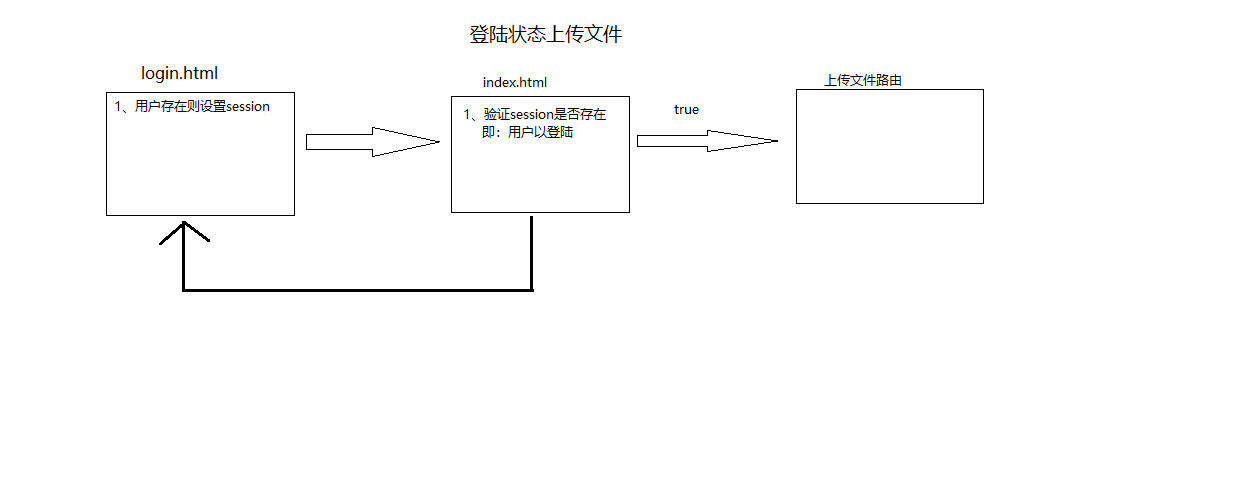 登陆状态上传文件
login.html
1、用户存在则设置session
index.html
1、验证session是否存在
即：用户以登陆
true
上传文件路由